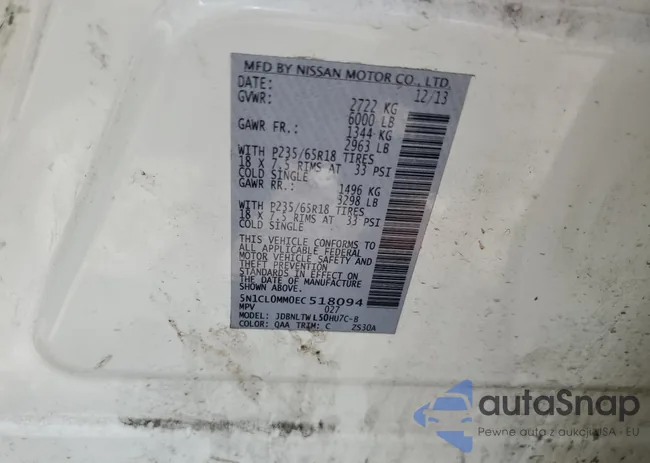 MFD BY NISSAN MOTOR CO., LTD.
DATE: 12/13
GVWR: 2722 KG
6000 LB
GAWR FR.: 1344 KG
2963 LB
WITH P235/65R18 TIRES
18 X 7.5 RIMS AT 33 PSI
COLD SINGLE
GAWR RR.: 1496 KG
3298 LB
WITH P235/65R18 TIRES
18 X 7.5 RIMS AT 33 PSI
COLD SINGLE
THIS VEHICLE CONFORMS TO
ALL APPLICABLE FEDERAL
MOTOR VEHICLE SAFETY AND
THEFT PREVENTION
STANDARDS IN EFFECT ON
THE DATE OF MANUFACTURE
SHOWN ABOVE.
5N1CL0MM0EC518094
MPV 027
MODEL: JDBNLTWL50HU7C-B
COLOR: QAA TRIM: C 2S30A
autaSnap
Pewne auta z aukcji USA - EU